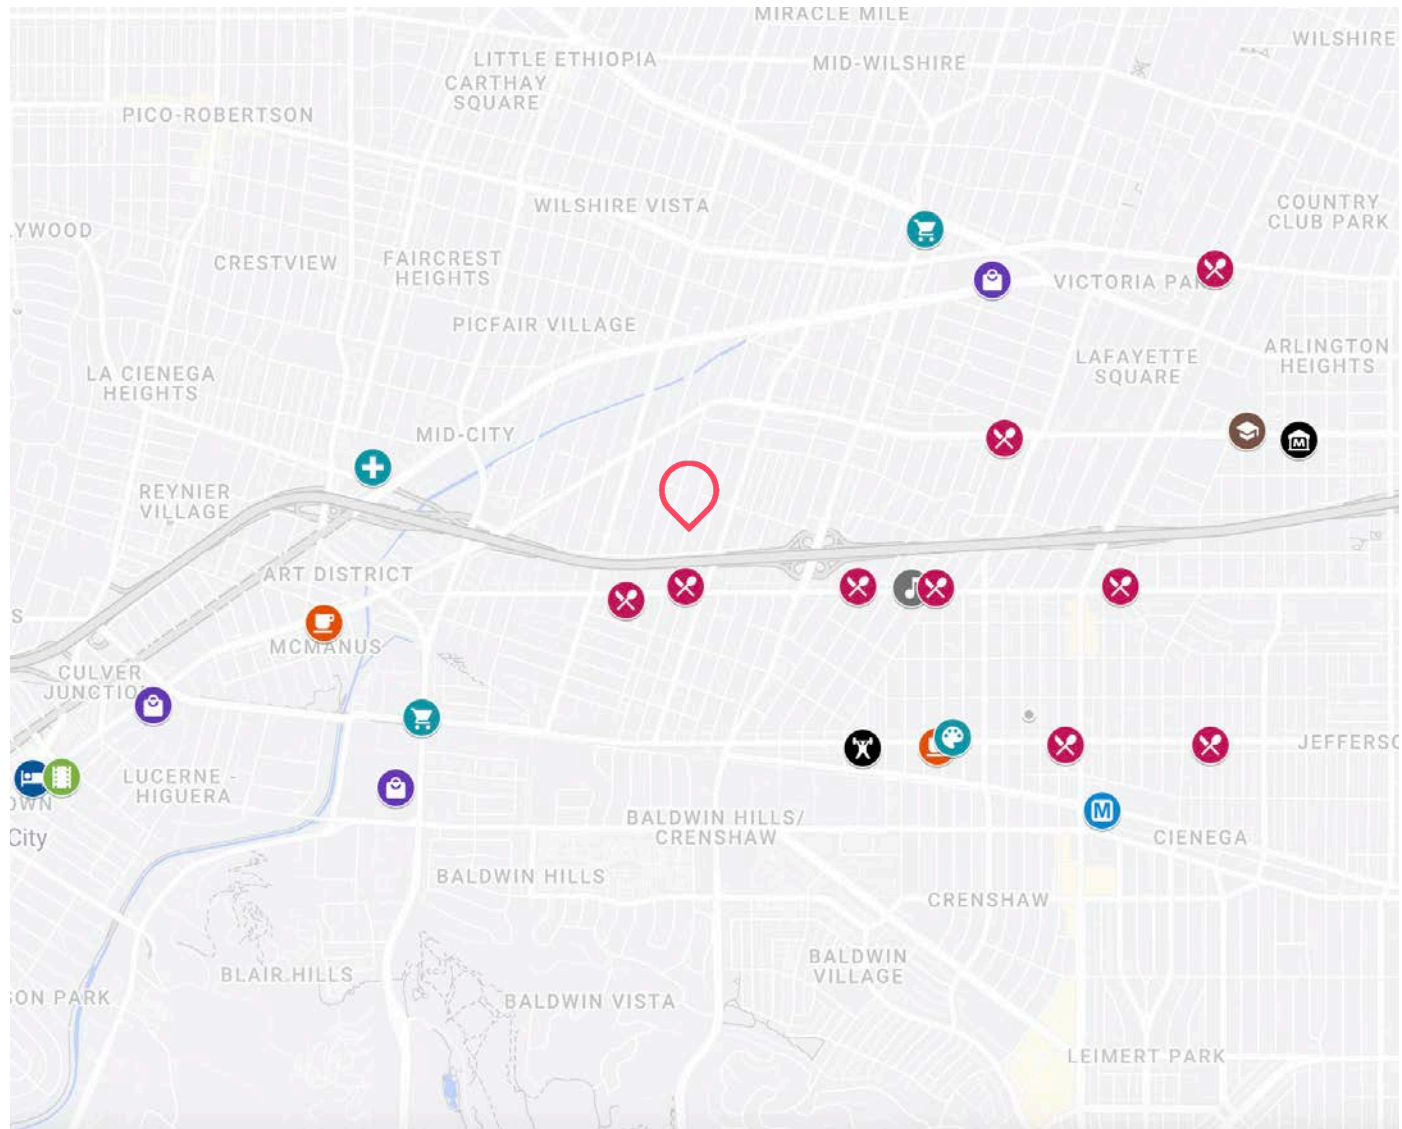 MIRACLE MILE
WILSHIRE
LITTLE ETHIOPIA
MID-WILSHIRE
CARTHAY
SQUARE
PICO-ROBERTSON
WILSHIRE VISTA
COUNTRY
CLUB PARK
YWOOD
CRESTVIEW
FAIRCREST
HEIGHTS
VICTORIA PA
PICFAIR VILLAGE
LAFAYETTE
SQUARE
ARLINGTON
HEIGHTS
LA CIENEGA
HEIGHTS
MID-CITY
M
REYNIER
VILLAGE
ART DISTRICT
S
MCMANUS
CULVER
JUNCTIO
JEFFERSO
LUCERNE -
HIGUERA
OWN
City
BALDWIN HILLS/
CRENSHAW
M
CIENEGA
BALDWIN HILLS
CRENSHAW
BALDWIN
VILLAGE
BLAIR HILLS
SON PARK
BALDWIN VISTA
LEIMERT PARK